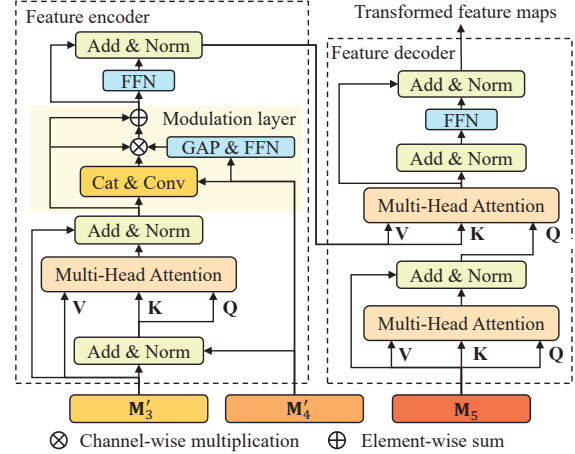 Transformed feature maps
Feature encoder
Add & Norm
FFN
Modulation layer
GAP & FFN
Cat & Conv
Add & Norm
Multi-Head Attention
V K Q
Add & Norm
Feature decoder
Add & Norm
FFN
Add & Norm
Multi-Head Attention
V K Q
Add & Norm
Multi-Head Attention
V K Q
Add & Norm
M′₃ M′₄ M₅
⊗ Channel-wise multiplication ⊕ Element-wise sum